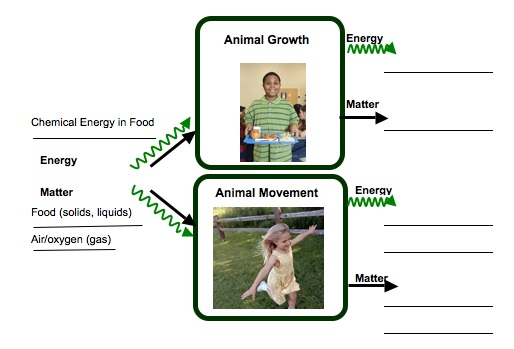 Animal Growth
Energy
Matter
Chemical Energy in Food
Energy
Matter
Food (solids, liquids)
Air/oxygen (gas)
Animal Movement
Energy
Matter